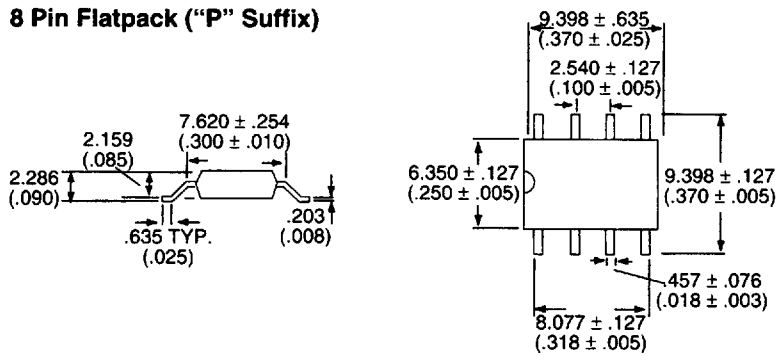 8 Pin Flatpack ("P" Suffix)
9.398 ± .635
(.370 ± .025)
2.540 ± .127
(.100 ± .005)
7.620 ± .254
(.300 ± .010)
2.159
(.085)
2.286
(.090)
.635 TYP.
(.025)
.203
(.008)
6.350 ± .127
(.250 ± .005)
9.398 ± .127
(.370 ± .005)
.457 ± .076
(.018 ± .003)
8.077 ± .127
(.318 ± .005)